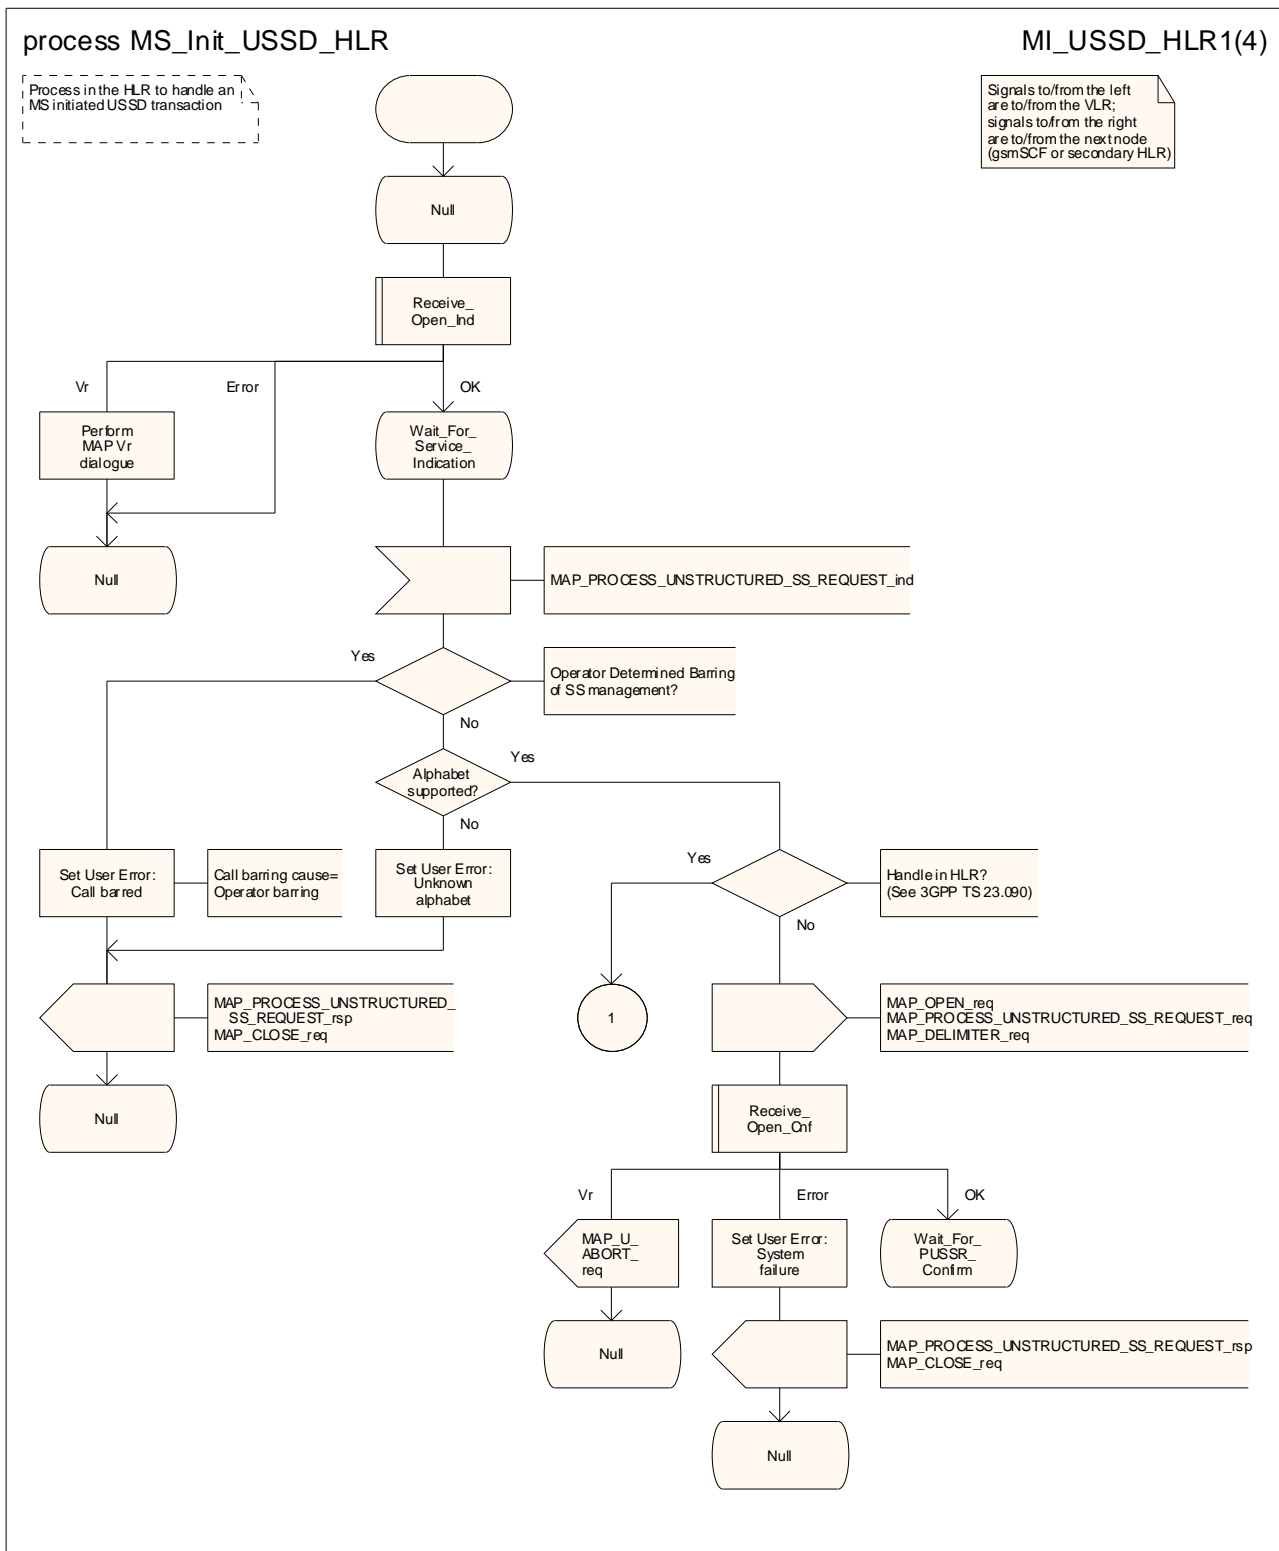 process MS_Init_USSD_HLR
MI_USSD_HLR1(4)
Process in the HLR to handle an
MS initiated USSD transaction
Signals to/from the left
are to/from the VLR;
signals to/from the right
are to/from the next node
(gsmSCF or secondary HLR)
Null
Receive_
Open_Ind
Vr
Error
OK
Perform
MAP Vr
dialogue
Wait_For_
Service_
Indication
Null
MAP_PROCESS_UNSTRUCTURED_SS_REQUEST_ind
Yes
Operator Determined Barring
of SS management?
No
Yes
Alphabet
supported?
No
Yes
Set User Error:
Call barred
Call barring cause=
Operator barring
Set User Error:
Unknown
alphabet
Handle in HLR?
(See 3GPP TS 23.090)
No
MAP_PROCESS_UNSTRUCTURED_
SS_REQUEST_rsp
MAP_CLOSE_req
1
MAP_OPEN_req
MAP_PROCESS_UNSTRUCTURED_SS_REQUEST_req
MAP_DELIMITER_req
Null
Receive_
Open_Cnf
Vr
Error
OK
MAP_U_
ABORT_
req
Set User Error:
System
failure
Wait_For_
PUSSR_
Confirm
Null
MAP_PROCESS_UNSTRUCTURED_SS_REQUEST_rsp
MAP_CLOSE_req
Null